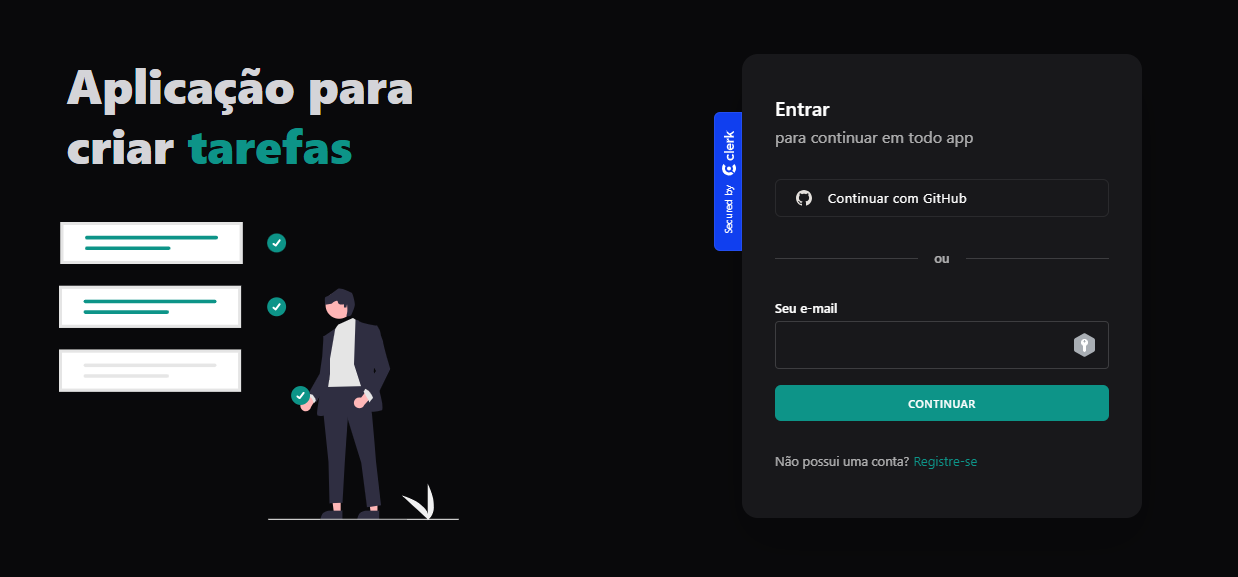 Aplicação para
criar tarefas
Secured by clerk
Entrar
para continuar em todo app
Continuar com GitHub
ou
Seu e-mail
CONTINUAR
Não possui uma conta? Registre-se